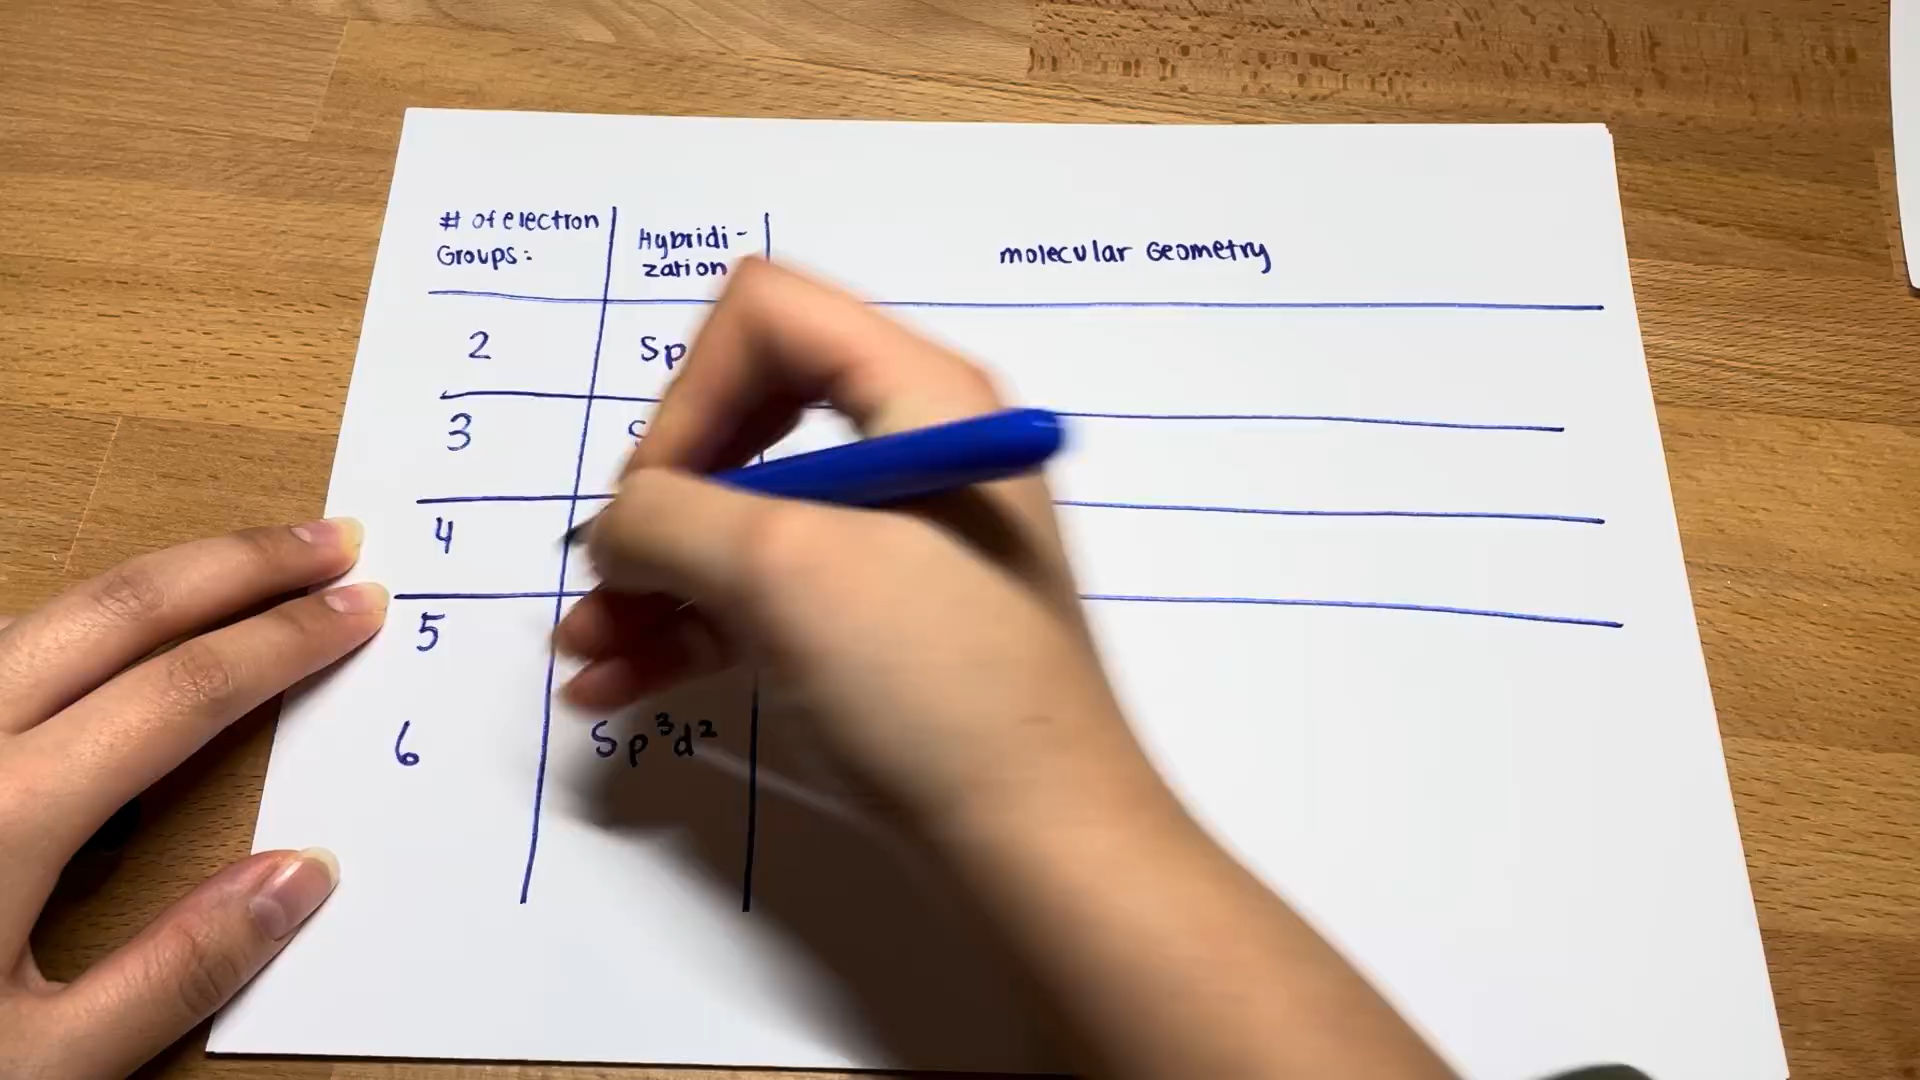 # of electron
Groups:
Hybridi-
zation
molecular Geometry
2
Sp
3
4
5
6
Sp³d²